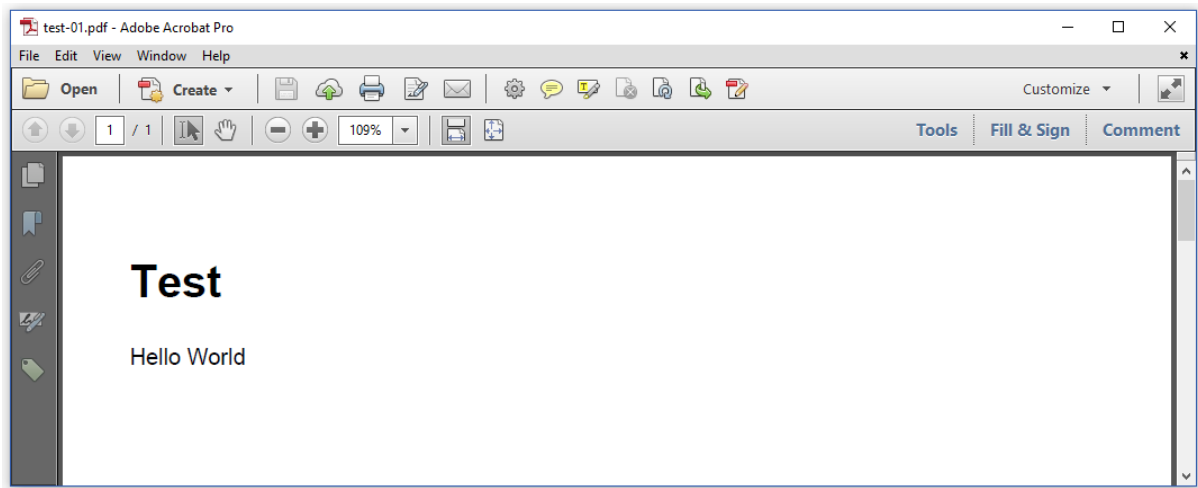 test-01.pdf - Adobe Acrobat Pro
File Edit View Window Help
Open Create Customize
1 / 1 109% Tools Fill & Sign Comment
Test
Hello World